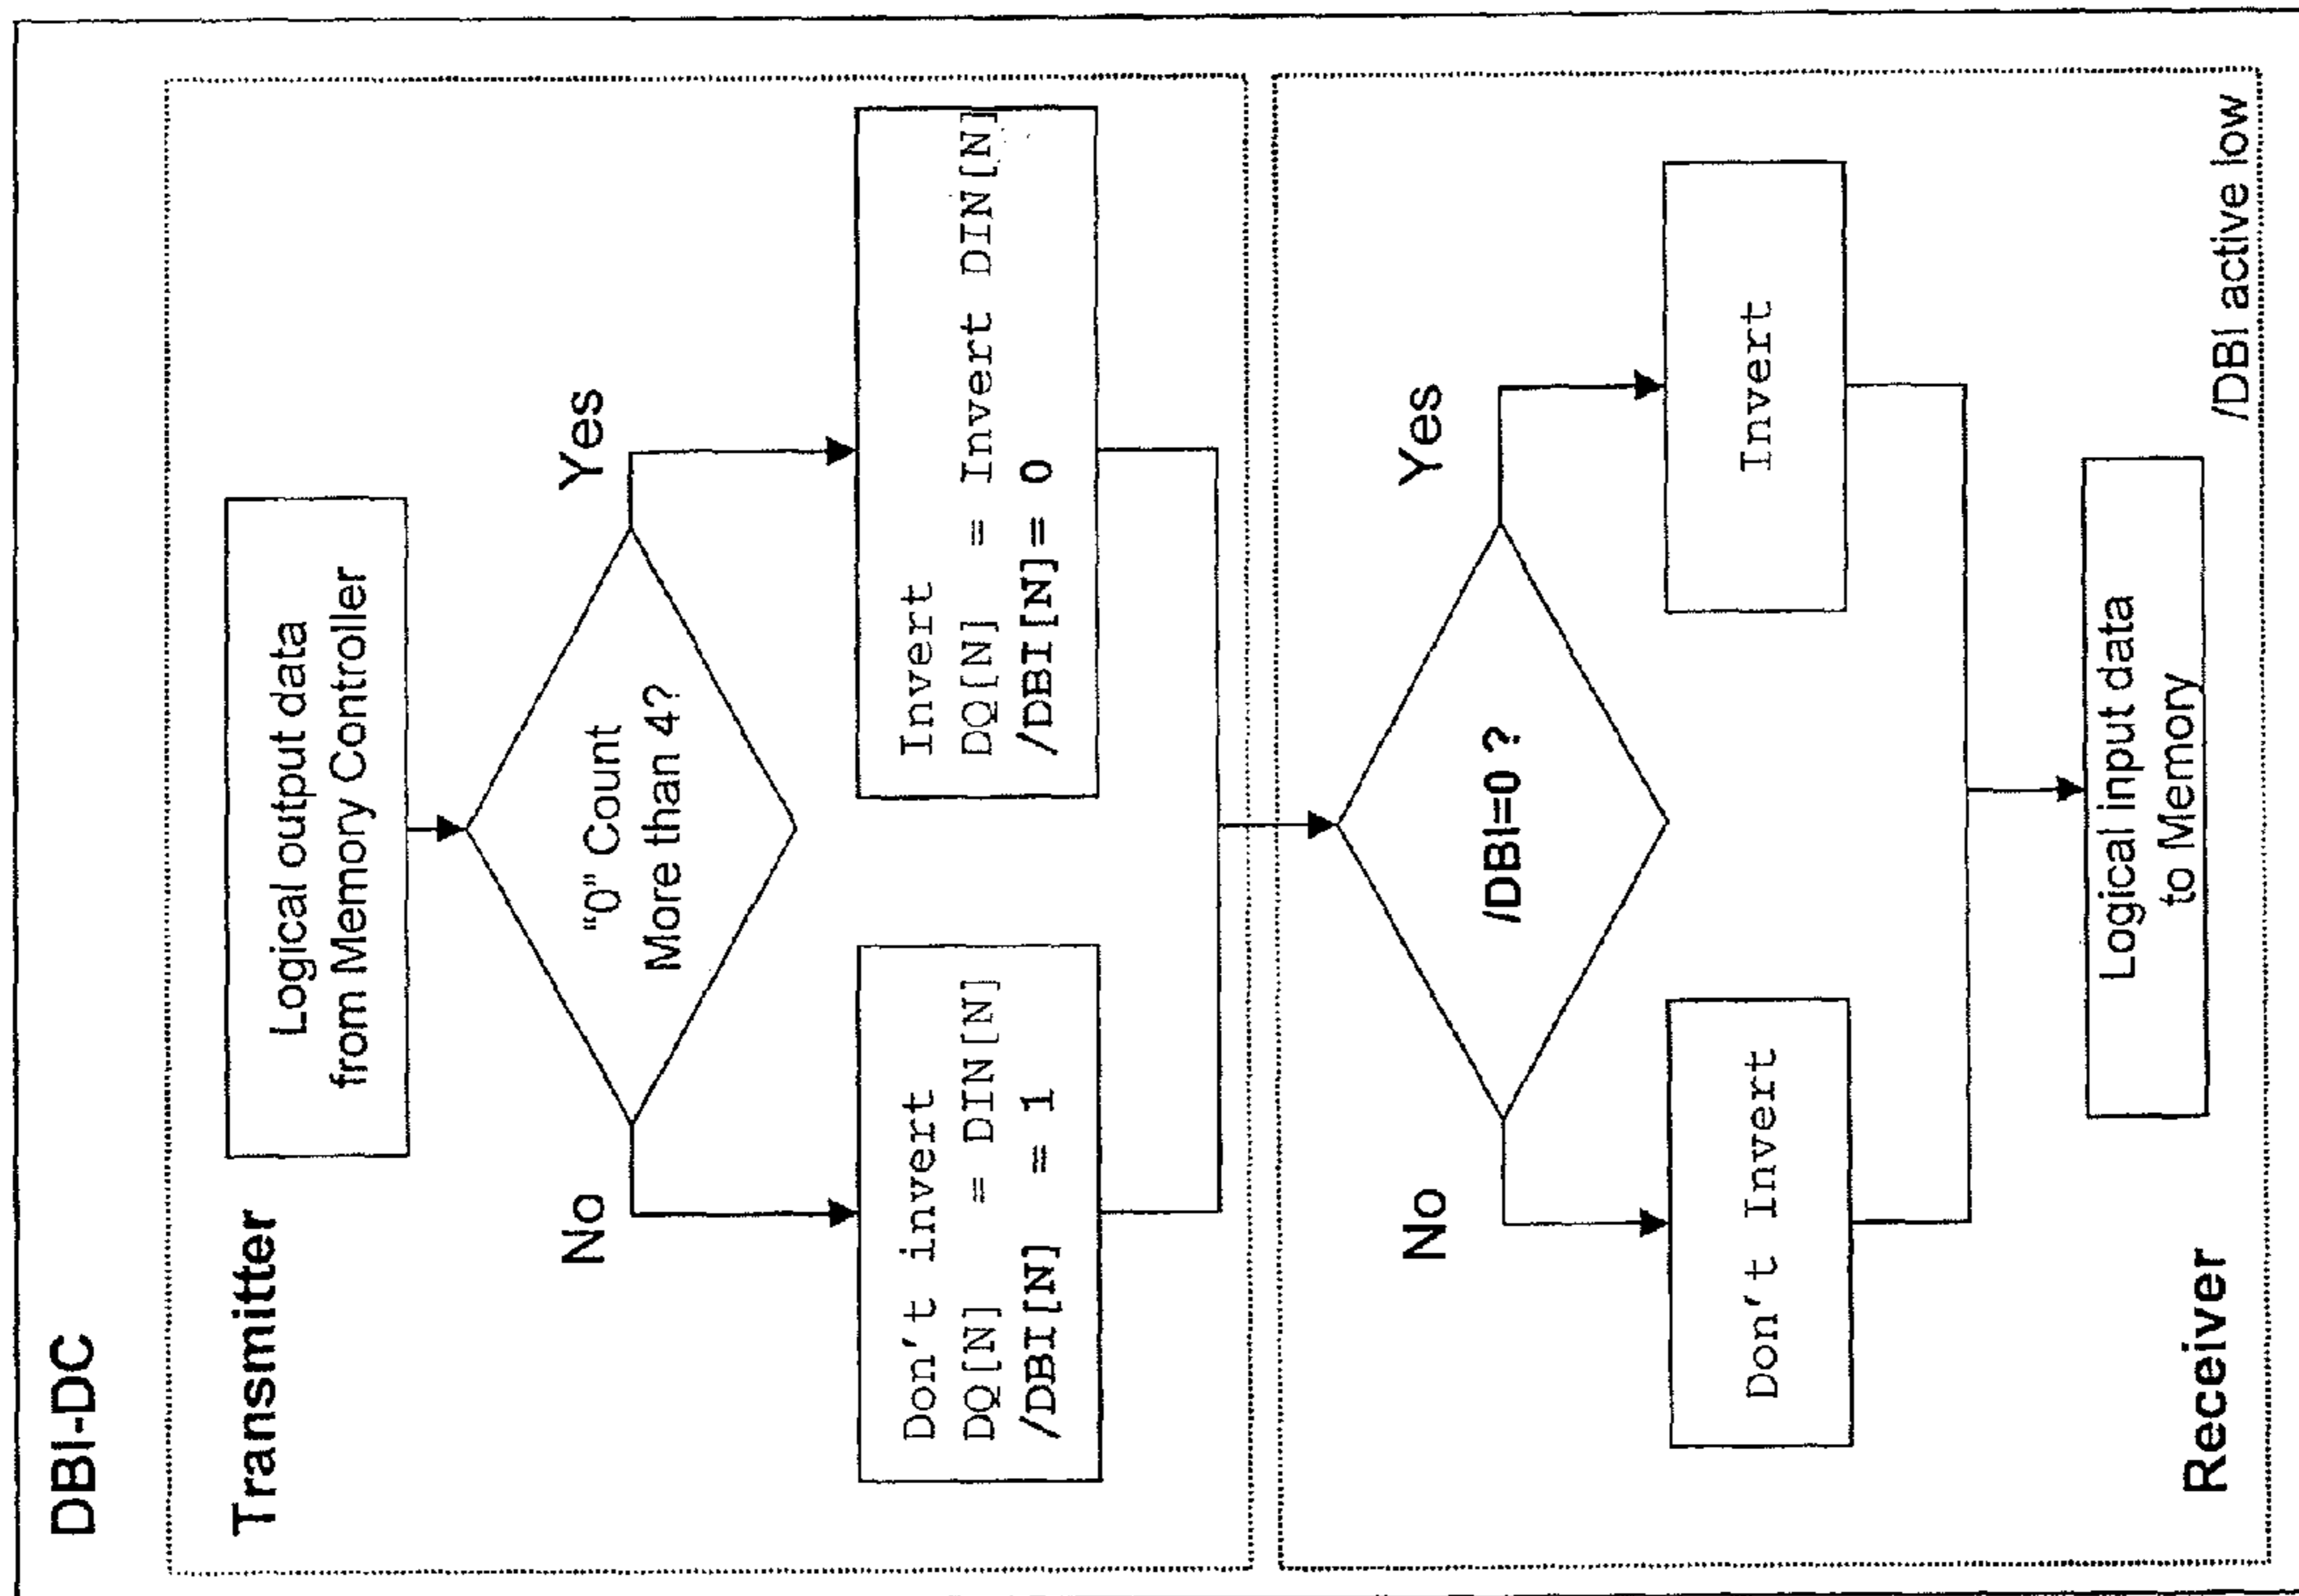 DBI-DC
Transmitter
Logical output data
from Memory Controller
"0" Count
More than 4?
No
Yes
Don't invert
DQ[N] = DIN[N]
/DBI[N] = 1
Invert
DQ[N] = Invert DIN[N]
/DBI[N]= 0
/DBI=0 ?
No
Yes
Don't Invert
Invert
Logical input data
to Memory
Receiver
/DBI active low